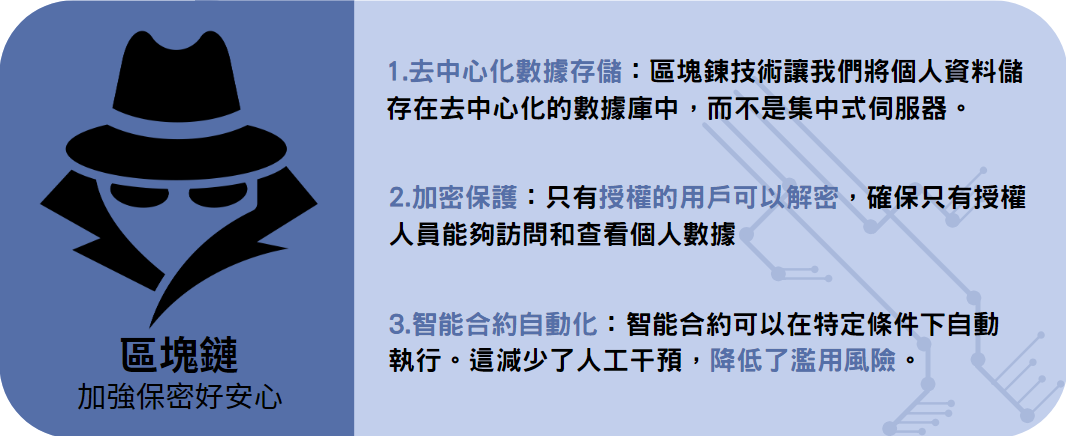 區塊鏈
加強保密好安心
1.去中心化數據存儲：區塊鍊技術讓我們將個人資料儲
存在去中心化的數據庫中，而不是集中式伺服器。
2.加密保護：只有授權的用戶可以解密，確保只有授權
人員能夠訪問和查看個人數據
3.智能合約自動化：智能合約可以在特定條件下自動
執行。這減少了人工干預，降低了濫用風險。